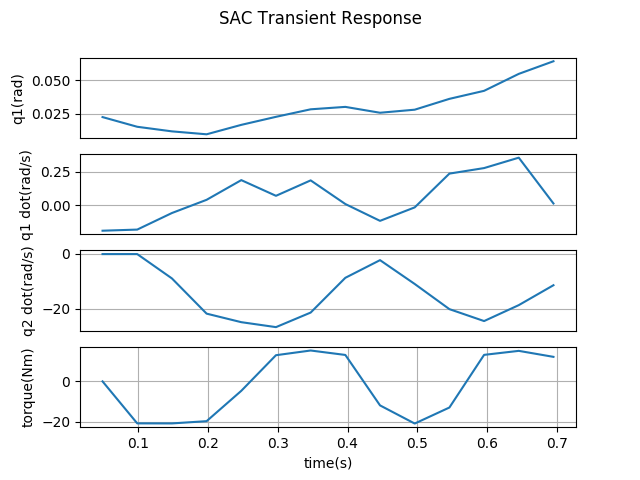 SAC Transient Response
q1(rad)
0.050
0.025
q1 dot(rad/s)
0.25
0.00
q2 dot(rad/s)
0
−20
torque(Nm)
0
−20
0.1 0.2 0.3 0.4 0.5 0.6 0.7
time(s)